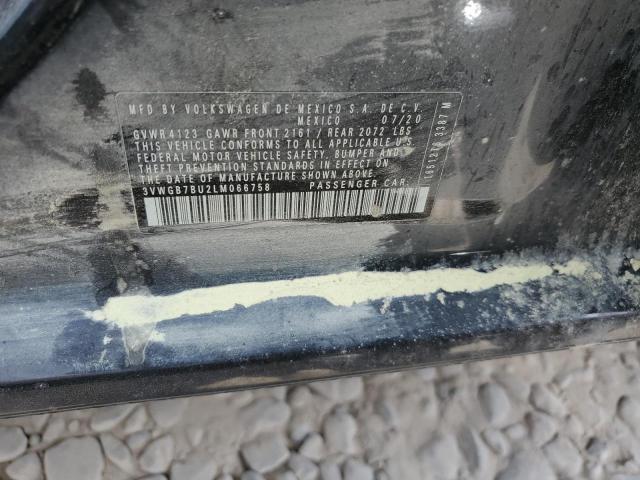 MFD BY VOLKSWAGEN DE MEXICO S.A. DE C.V.
MEXICO 07/20
GVWR 4123 GAWR FRONT 2161 / REAR 2072 LBS
THIS VEHICLE CONFORMS TO ALL APPLICABLE U.S.
FEDERAL MOTOR VEHICLE SAFETY, BUMPER AND
THEFT PREVENTION STANDARDS IN EFFECT ON
THE DATE OF MANUFACTURE SHOWN ABOVE.
3VWGB7BU2LM066758 PASSENGER CAR
3387 M